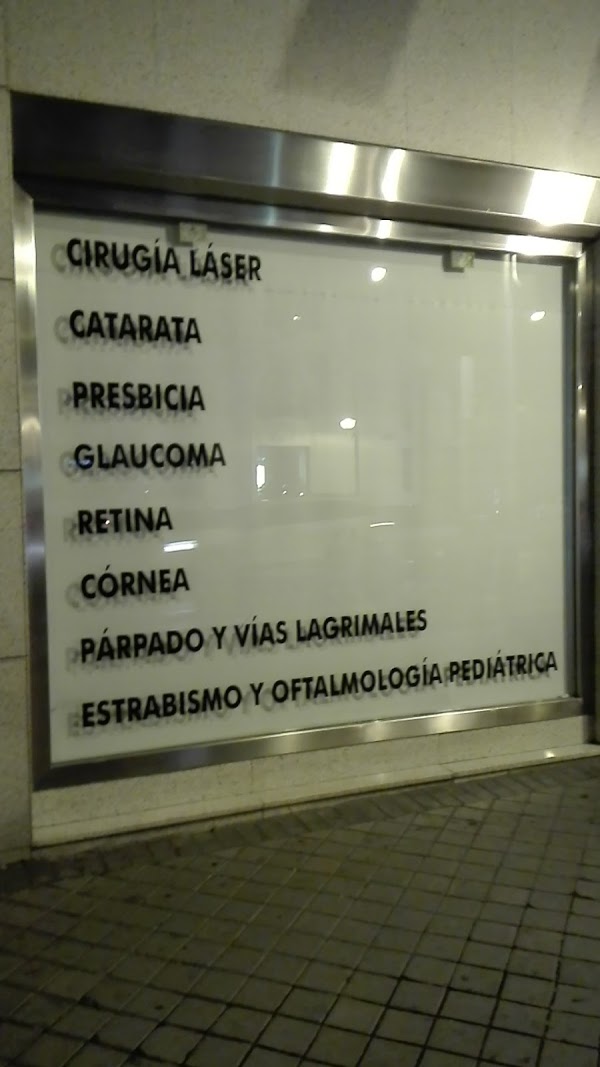 CIRUGÍA LÁSER
CATARATA
PRESBICIA
GLAUCOMA
RETINA
CÓRNEA
PÁRPADO Y VÍAS LAGRIMALES
ESTRABISMO Y OFTALMOLOGÍA PEDIÁTRICA